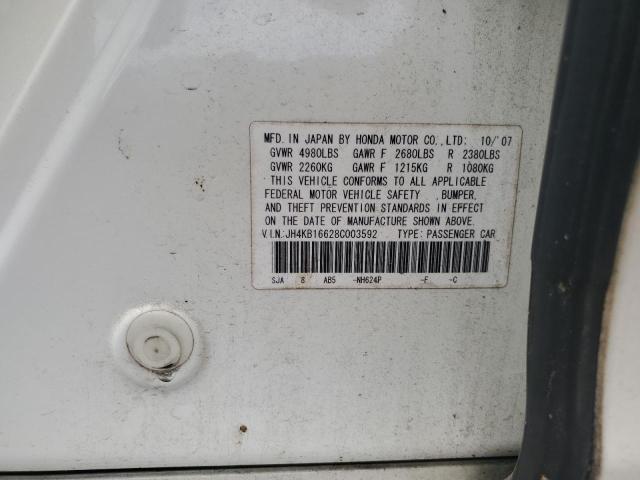 MFD. IN JAPAN BY HONDA MOTOR CO., LTD: 10/'07
GVWR 4980LBS GAWR F 2680LBS R 2380LBS
GVWR 2260KG GAWR F 1215KG R 1080KG
THIS VEHICLE CONFORMS TO ALL APPLICABLE
FEDERAL MOTOR VEHICLE SAFETY , BUMPER,
AND THEFT PREVENTION STANDARDS IN EFFECT
ON THE DATE OF MANUFACTURE SHOWN ABOVE.
V.I.N.:JH4KB16628C003592 TYPE: PASSENGER CAR
SJA 8 AB5 -NH624P -F -C